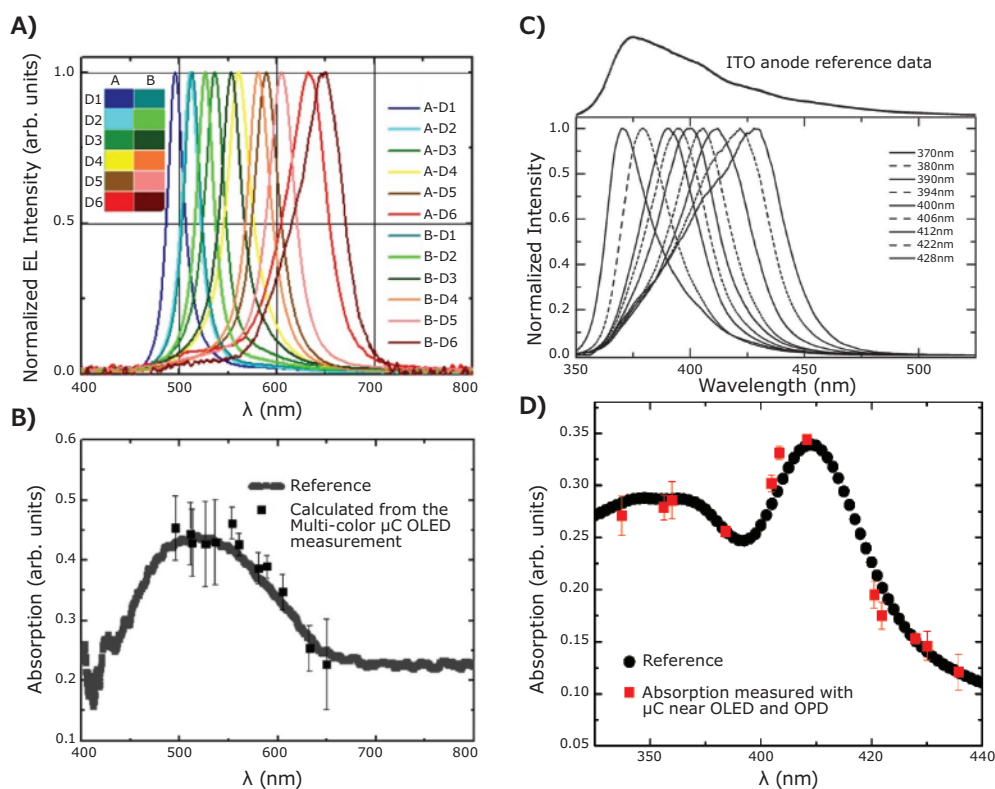 A)
Normalized EL Intensity (arb. units)
1.0
0.5
0.0
A B
D1
D2
D3
D4
D5
D6
A-D1
A-D2
A-D3
A-D4
A-D5
A-D6
B-D1
B-D2
B-D3
B-D4
B-D5
B-D6
400 500 600 700 800
λ (nm)
B)
Absorption (arb. units)
0.6
0.5
0.4
0.3
0.2
0.1
Reference
Calculated from the
Multi-color µC OLED
measurement
400 500 600 700 800
λ (nm)
C)
ITO anode reference data
Normalized Intensity
1.0
0.8
0.6
0.4
0.2
0.0
370nm
380nm
390nm
394nm
400nm
406nm
412nm
422nm
428nm
350 400 450 500
Wavelength (nm)
D)
Absorption (arb. units)
0.35
0.30
0.25
0.20
0.15
0.10
0.05
Reference
Absorption measured with
µC near OLED and OPD
350 400 420 440
λ (nm)